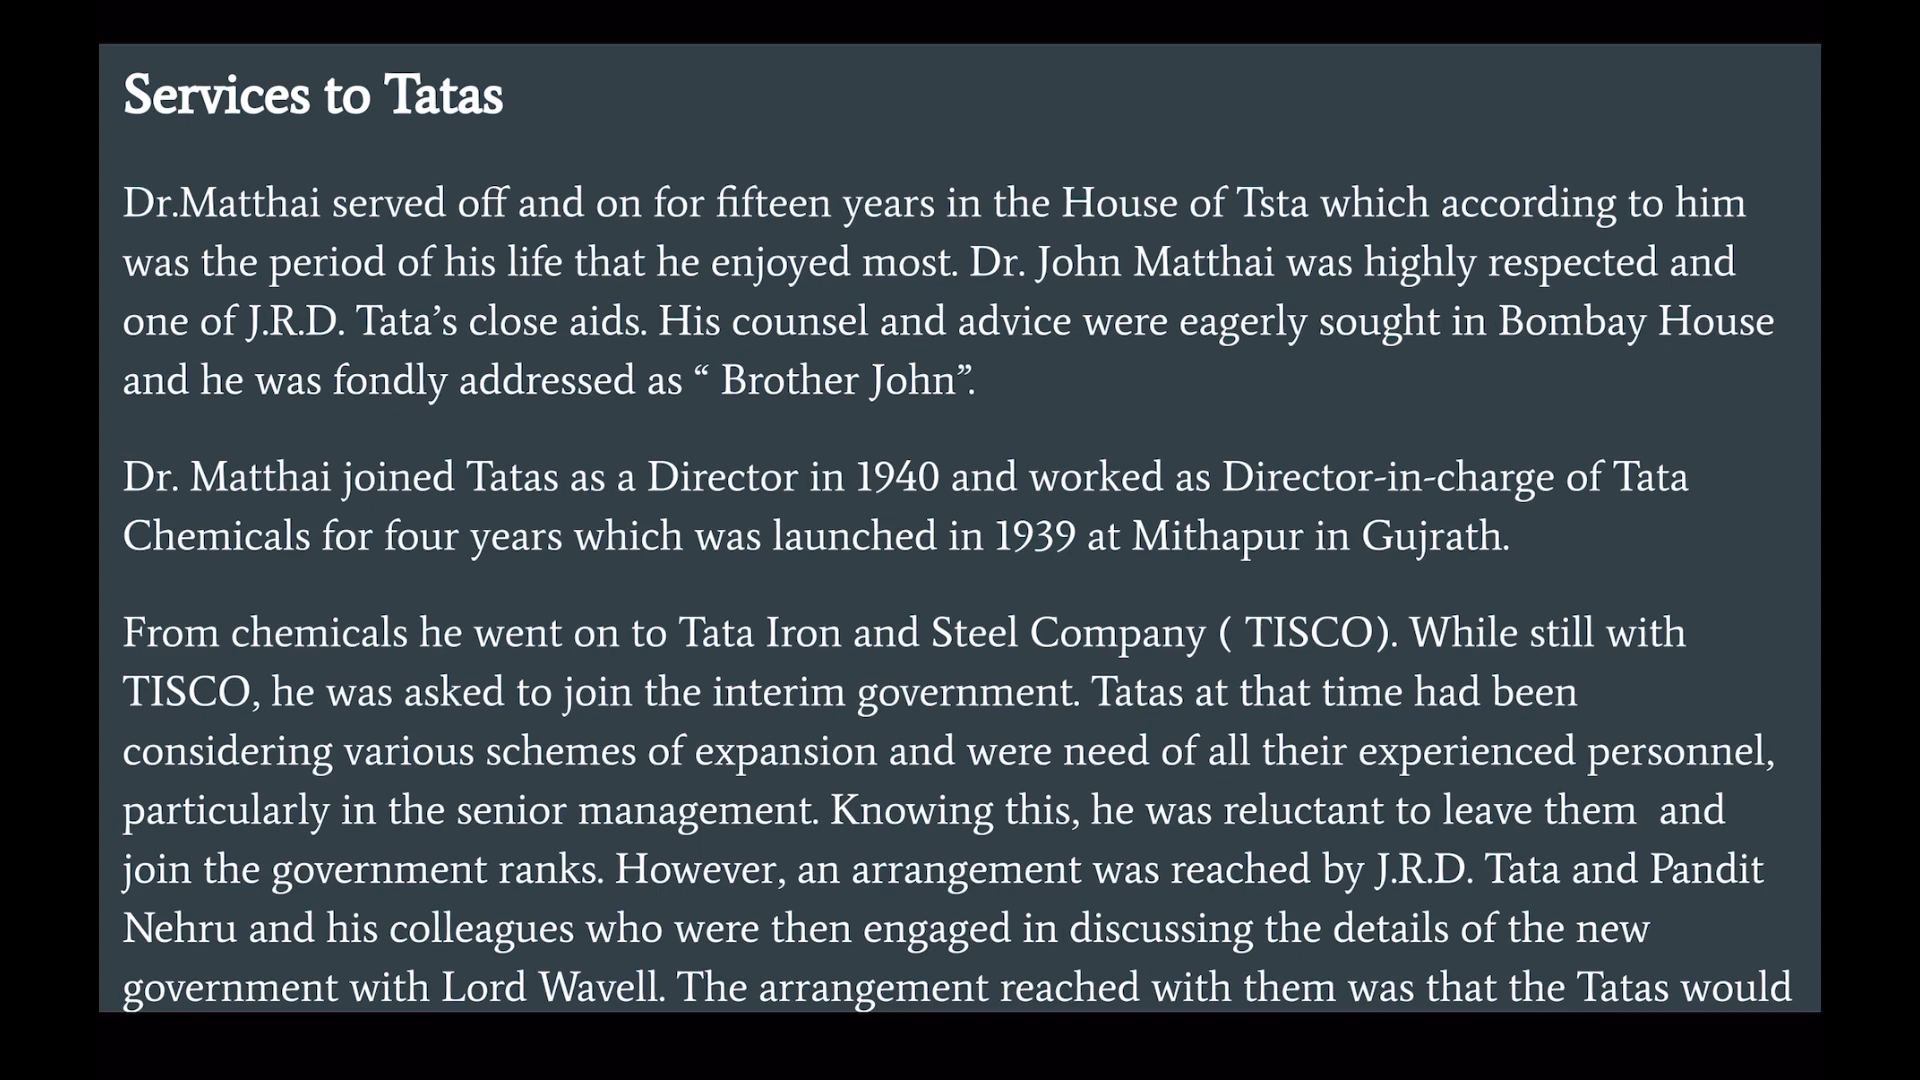 Services to Tatas
Dr.Matthai served off and on for fifteen years in the House of Tsta which according to him
was the period of his life that he enjoyed most. Dr. John Matthai was highly respected and
one of J.R.D. Tata’s close aids. His counsel and advice were eagerly sought in Bombay House
and he was fondly addressed as “ Brother John”.
Dr. Matthai joined Tatas as a Director in 1940 and worked as Director-in-charge of Tata
Chemicals for four years which was launched in 1939 at Mithapur in Gujrath.
From chemicals he went on to Tata Iron and Steel Company ( TISCO). While still with
TISCO, he was asked to join the interim government. Tatas at that time had been
considering various schemes of expansion and were need of all their experienced personnel,
particularly in the senior management. Knowing this, he was reluctant to leave them  and
join the government ranks. However, an arrangement was reached by J.R.D. Tata and Pandit
Nehru and his colleagues who were then engaged in discussing the details of the new
government with Lord Wavell. The arrangement reached with them was that the Tatas would